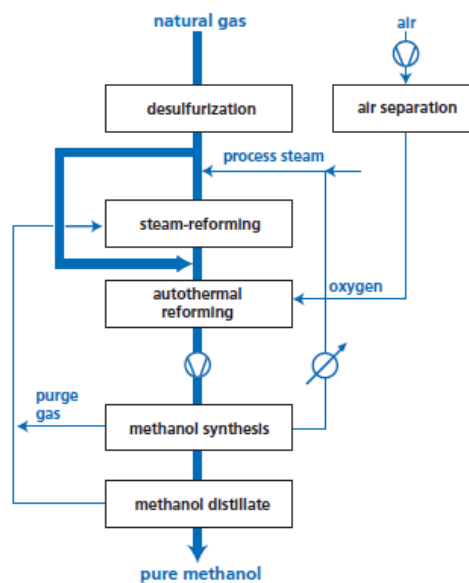 natural gas
air
desulfurization
air separation
process steam
steam-reforming
autothermal
reforming
oxygen
purge
gas
methanol synthesis
methanol distillate
pure methanol